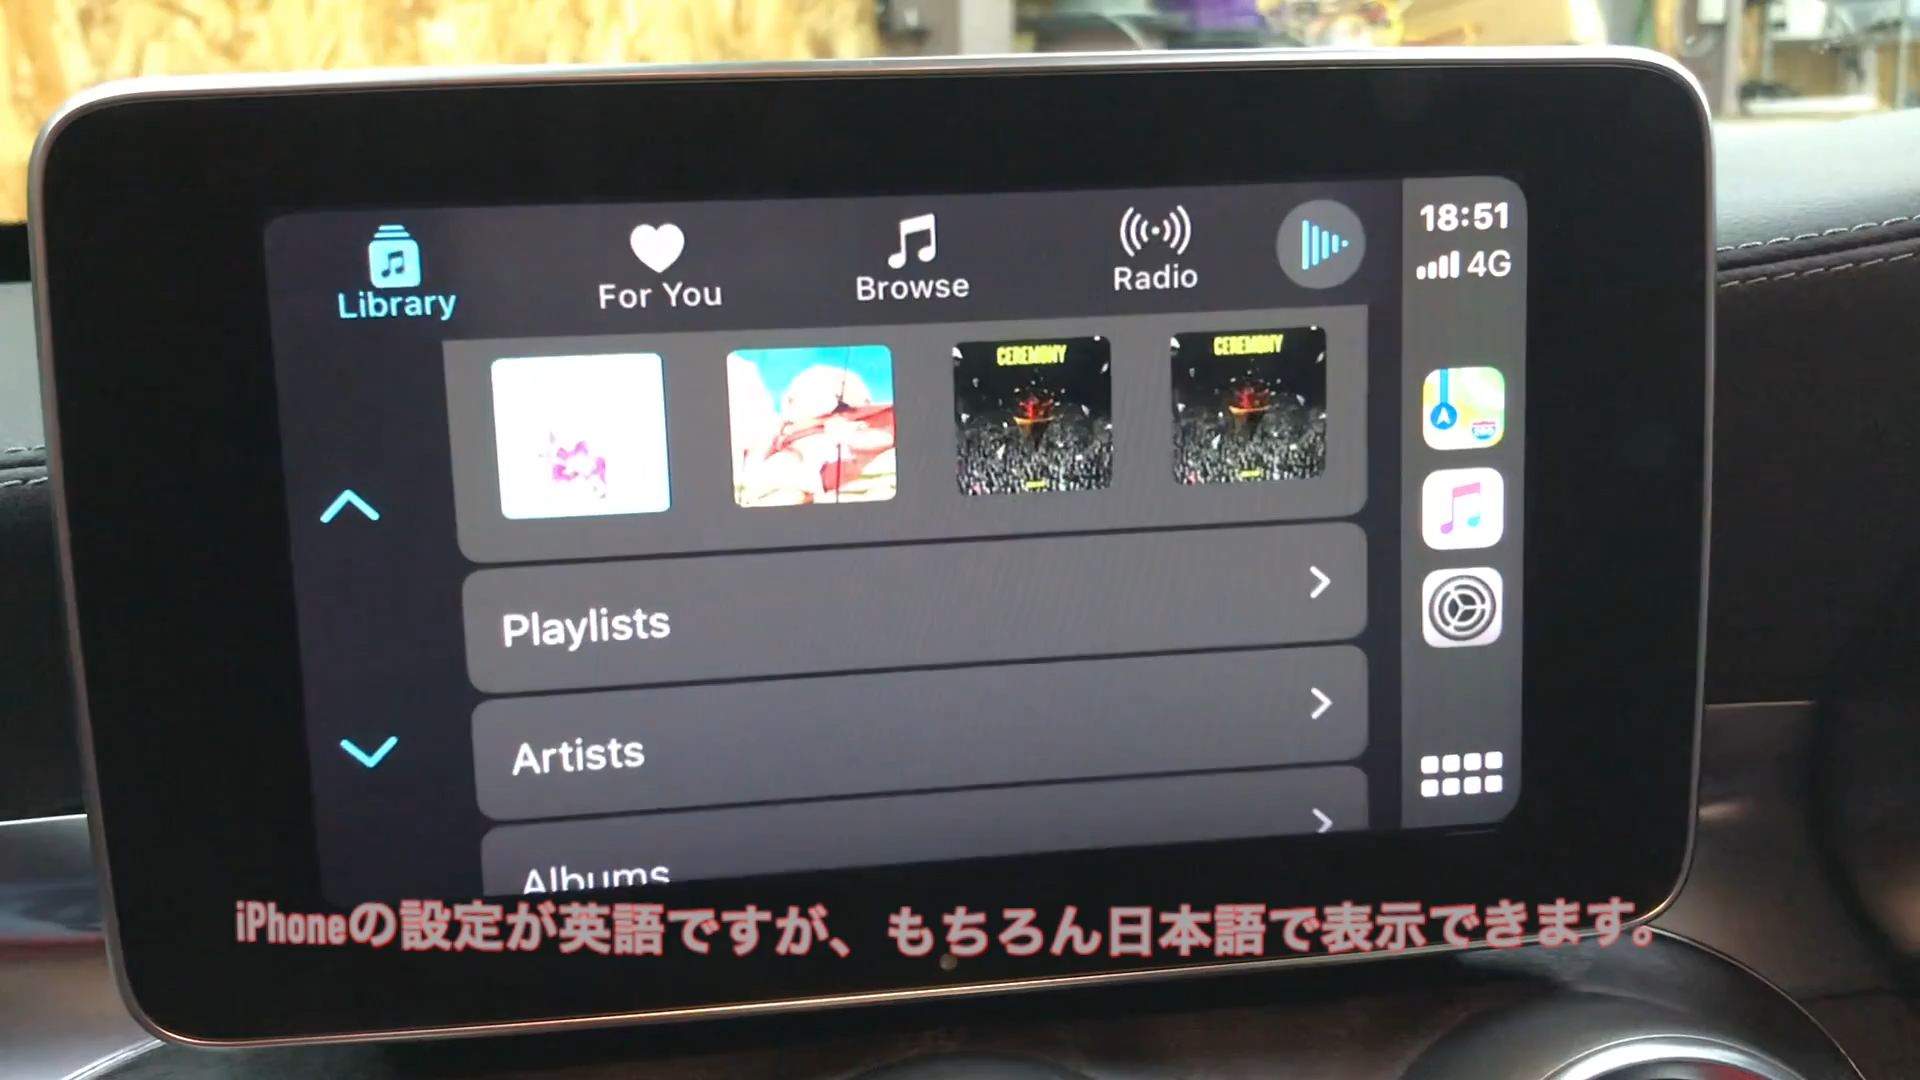 18:51
4G
Library
For You
Browse
Radio
CEREMONY
CEREMONY
Playlists
Artists
Albums
iPhoneの設定が英語ですが、もちろん日本語で表示できます。